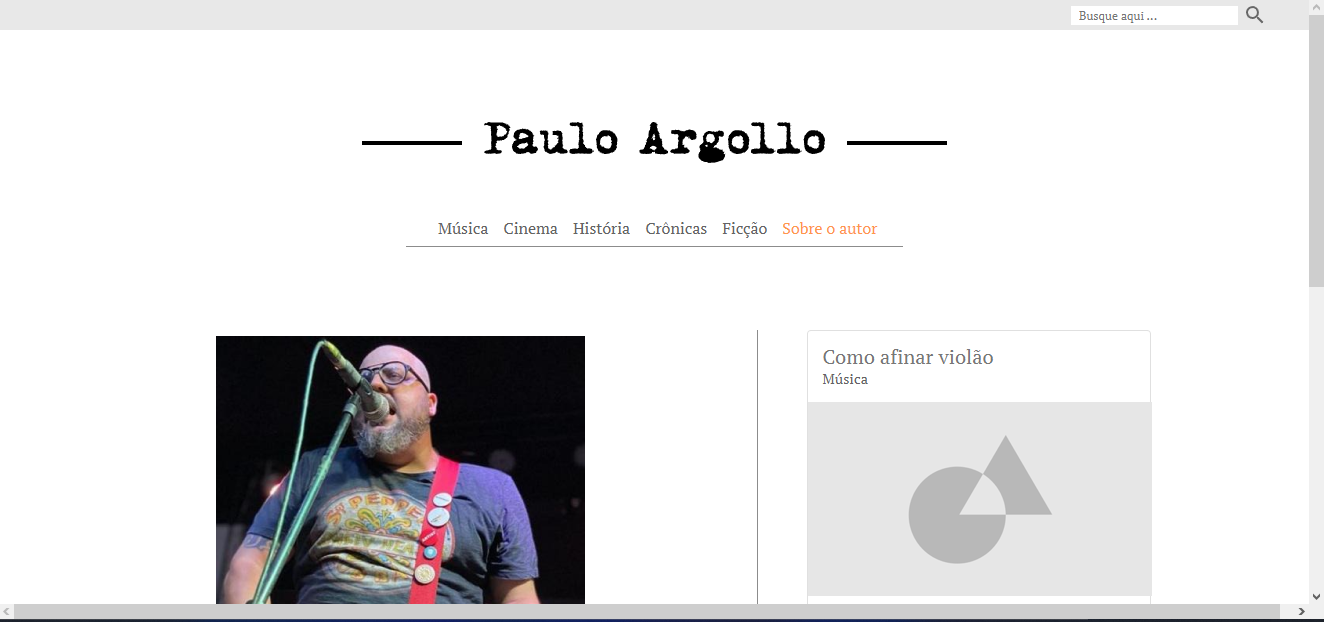 Busque aqui ...
Paulo Argollo
Música Cinema História Crônicas Ficção Sobre o autor
Como afinar violão
Música